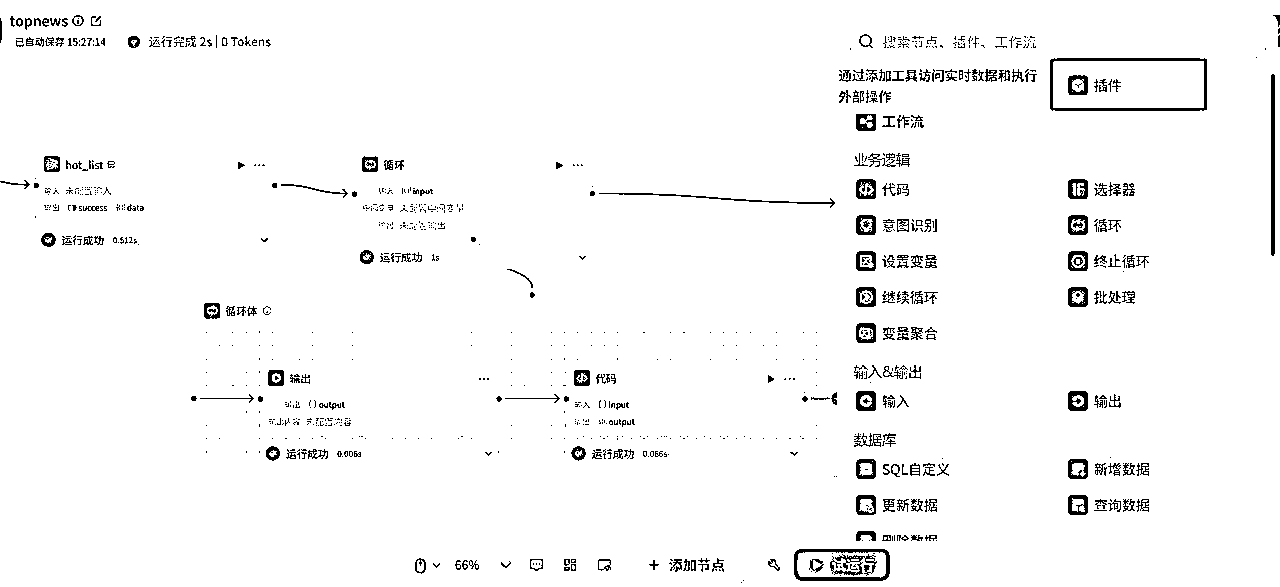 topnews
已自动保存 15:27:14 运行完成 2s | 0 Tokens
搜索节点、插件、工作流
通过添加工具访问实时数据和执行
外部操作
插件
工作流
业务逻辑
代码 选择器
意图识别 循环
设置变量 终止循环
继续循环 批处理
变量聚合
输入&输出
输入 输出
数据库
SQL自定义 新增数据
更新数据 查询数据
删除数据
hot_list
输入 未配置输入
输出 success data
运行成功 0.512s
循环
输入 input
中间变量 未配置中间变量
输出 未配置输出
运行成功 1s
循环体
输出
输出 output
输出内容 未配置内容
运行成功 0.006s
代码
输入 input
输出 output
运行成功 0.066s
66% 添加节点 试运行